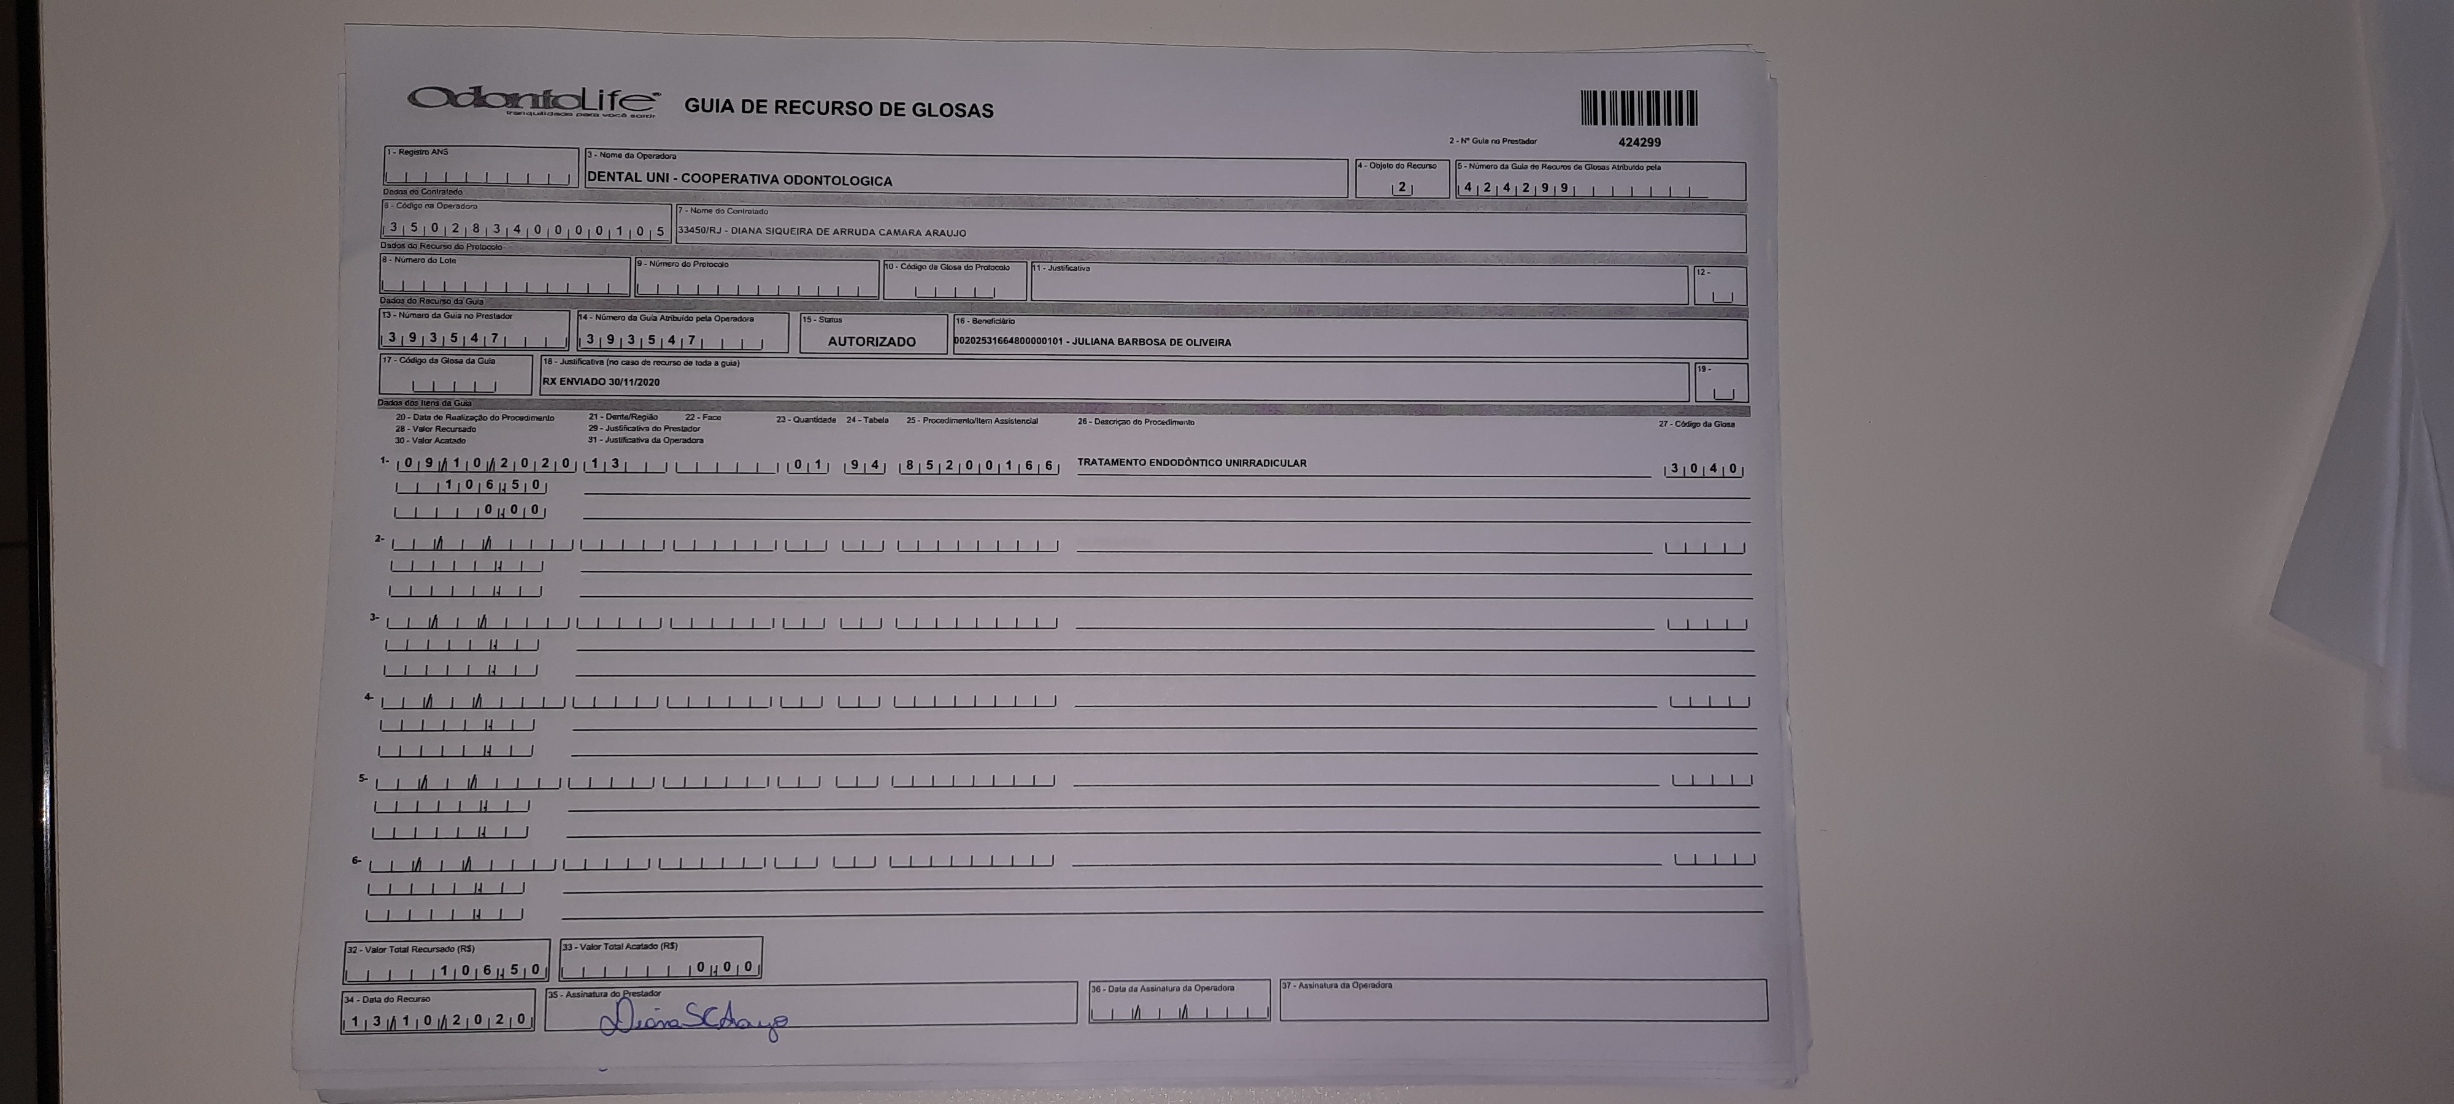 OdontoLife GUIA DE RECURSO DE GLOSAS
tranquilidade para você sorrir
2 - Nº Guia no Prestador 424299
1 - Registro ANS
3 - Nome da Operadora
DENTAL UNI - COOPERATIVA ODONTOLOGICA
4 - Objeto do Recurso
2
5 - Número da Guia de Recuros de Glosas Atribuído pela
424299
Dados do Contratado
6 - Código na Operadora
35028340000105
7 - Nome do Contratado
33450/RJ - DIANA SIQUEIRA DE ARRUDA CAMARA ARAUJO
Dados do Recurso do Protocolo
8 - Número do Lote
9 - Número do Protocolo
10 - Código da Glosa do Protocolo
11 - Justificativa
12 -
Dados do Recurso da Guia
13 - Número da Guia no Prestador
393547
14 - Número da Guia Atribuído pela Operadora
393547
15 - Status
AUTORIZADO
16 - Beneficiário
00202531664800000101 - JULIANA BARBOSA DE OLIVEIRA
17 - Código da Glosa da Guia
18 - Justificativa (no caso de recurso de toda a guia)
RX ENVIADO 30/11/2020
19 -
Dados dos Itens da Guia
20 - Data de Realização do Procedimento 21 - Dente/Região 22 - Face 23 - Quantidade 24 - Tabela 25 - Procedimento/Item Assistencial 26 - Descriçao do Procedimento 27 - Código da Glosa
28 - Valor Recursado 29 - Justificativa do Prestador
30 - Valor Acatado 31 - Justificativa da Operadora
1- 09/10/2020 13 01 94 85200166 TRATAMENTO ENDODÔNTICO UNIRRADICULAR 3040
106,50
0,00
2-
3-
4-
5-
6-
32 - Valor Total Recursado (R$)
106,50
33 - Valor Total Acatado (R$)
0,00
34 - Data do Recurso
13/10/2020
35 - Assinatura do Prestador
Diana SCAraujo
36 - Data da Assinatura da Operadora
37 - Assinatura da Operadora